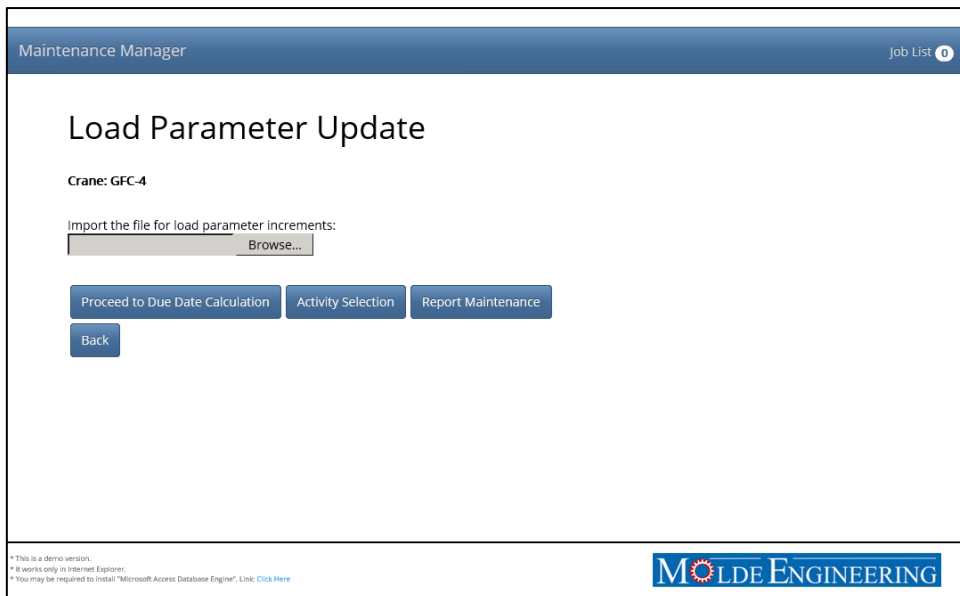 Maintenance Manager
Job List 0
Load Parameter Update
Crane: GFC-4
Import the file for load parameter increments:
Browse...
Proceed to Due Date Calculation Activity Selection Report Maintenance
Back
* This is a demo version.
* It works only in Internet Explorer.
* You may be required to install "Microsoft Access Database Engine". Link: Click Here
MOLDE ENGINEERING